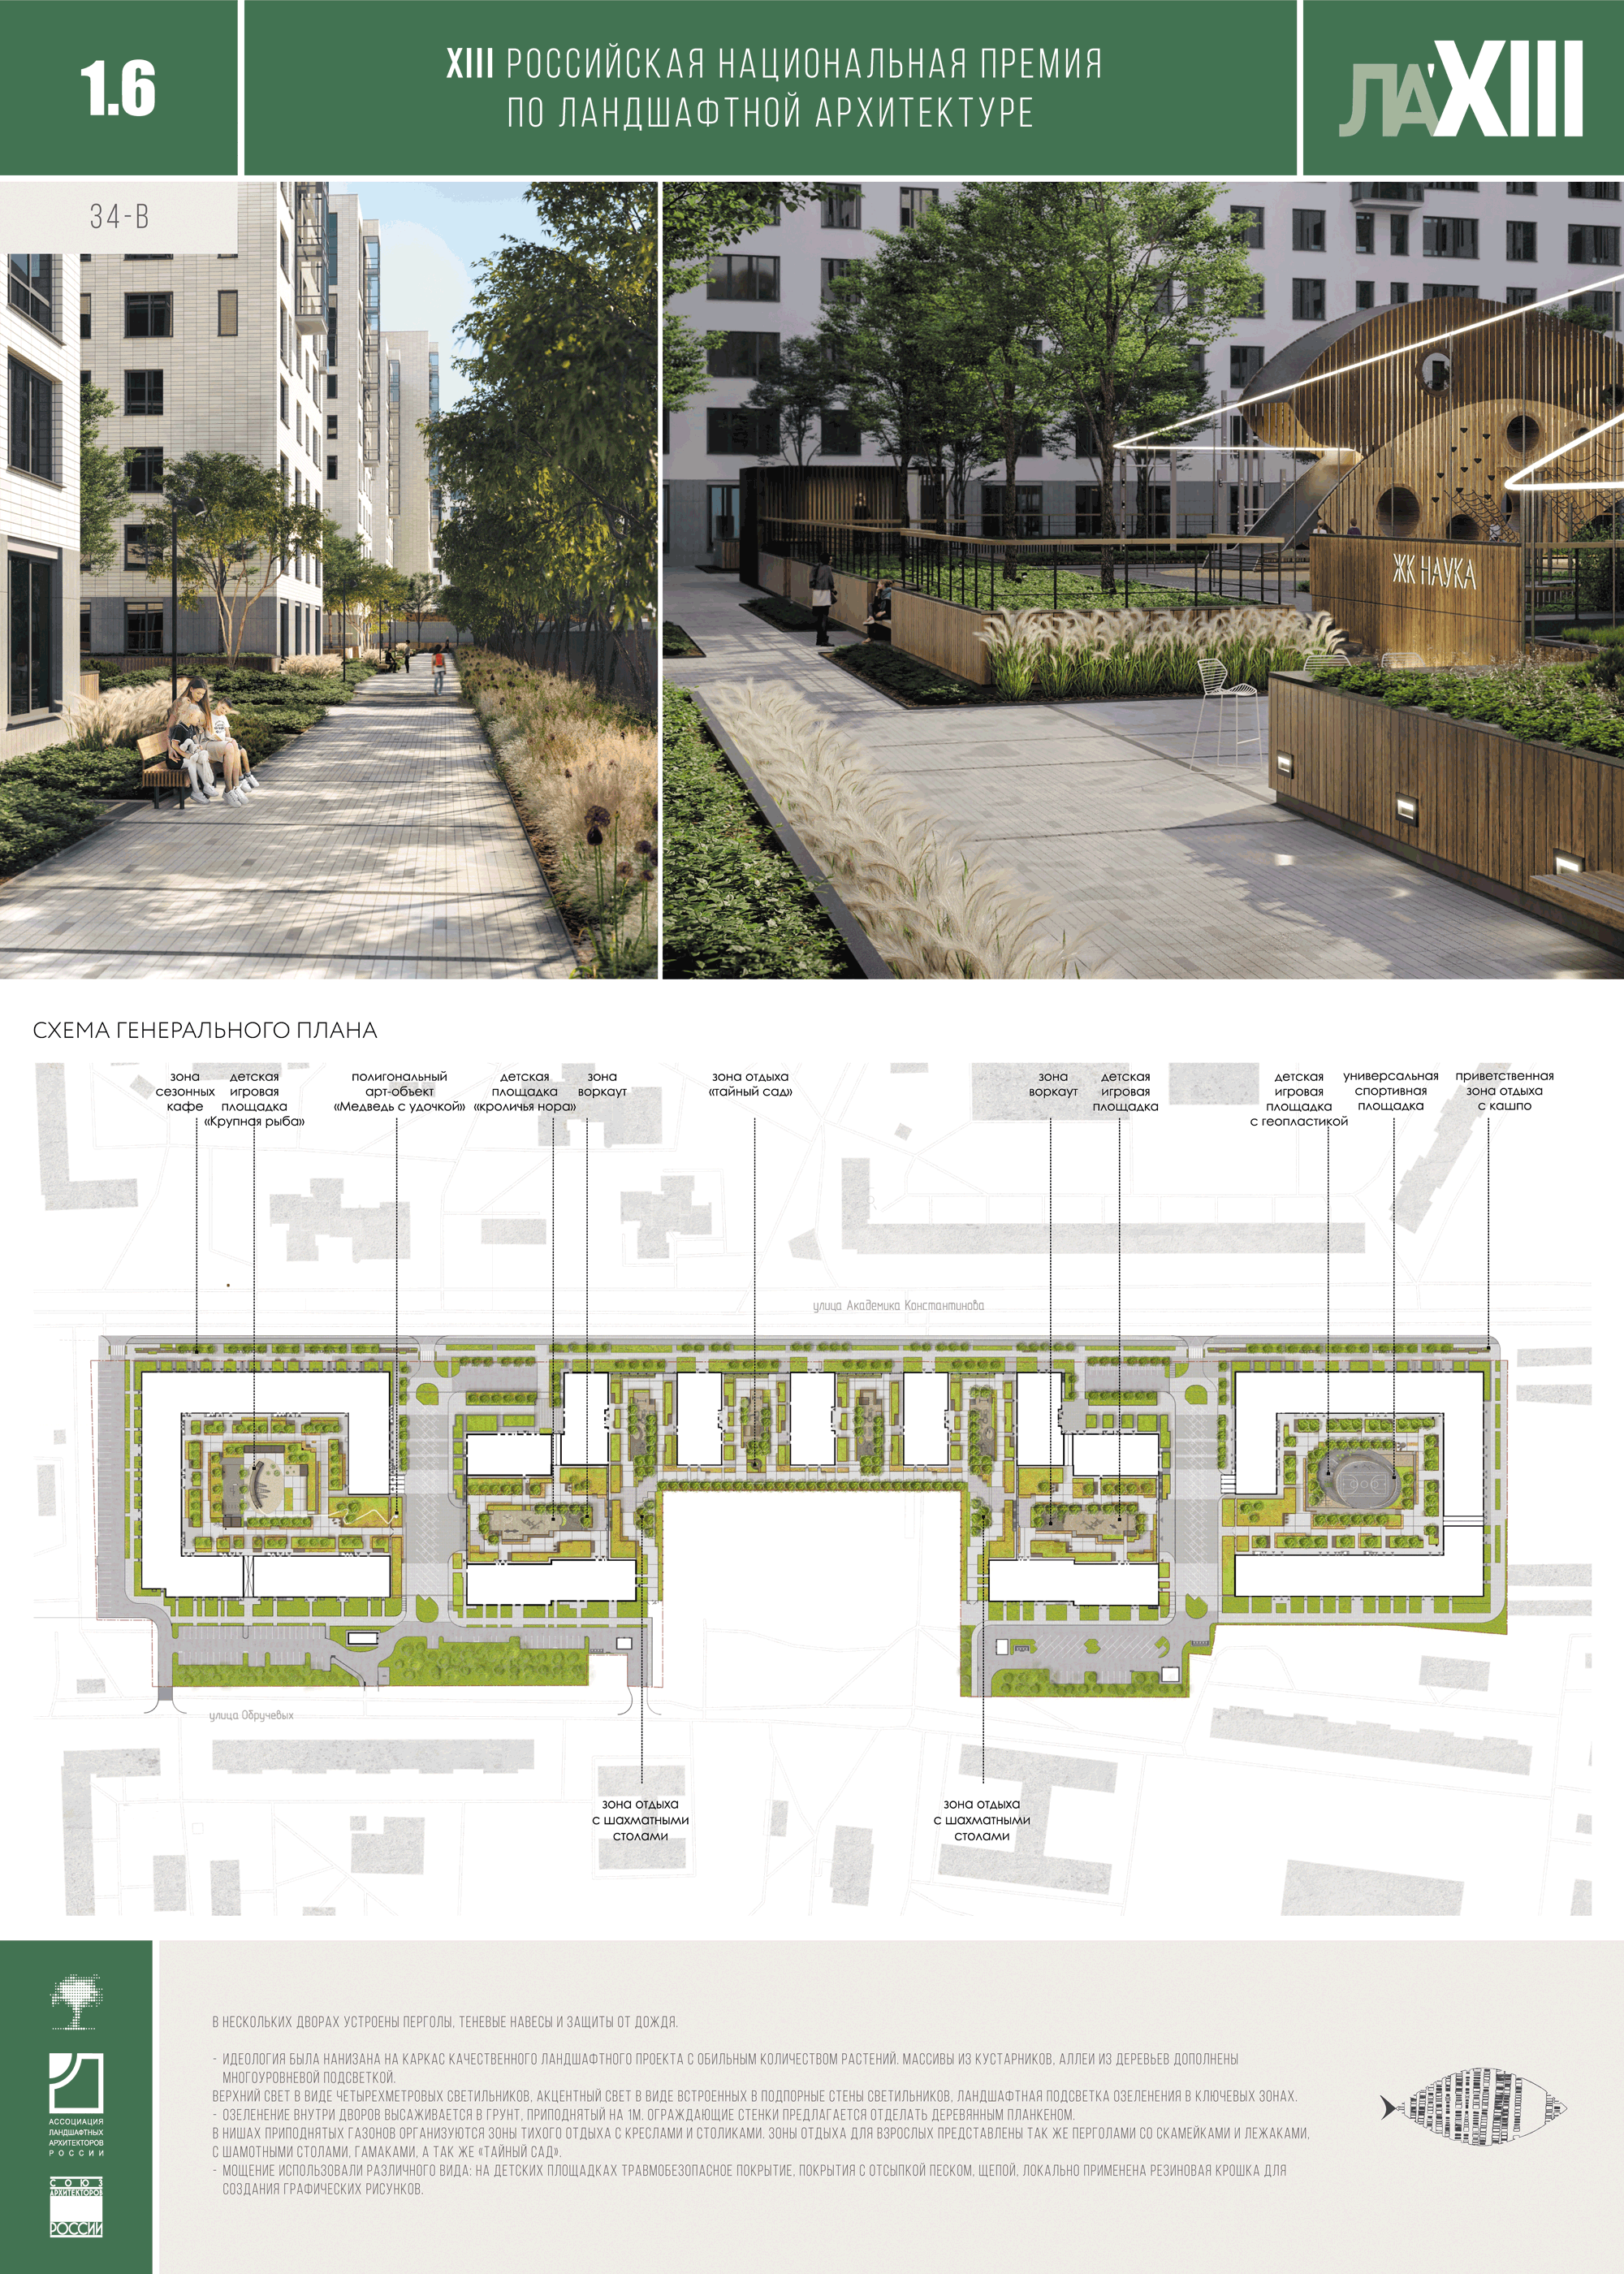 1.6
XIII РОССИЙСКАЯ НАЦИОНАЛЬНАЯ ПРЕМИЯ
ПО ЛАНДШАФТНОЙ АРХИТЕКТУРЕ
ЛА'XIII
34-В
ЖК НАУКА
СХЕМА ГЕНЕРАЛЬНОГО ПЛАНА
зона
сезонных
кафе
детская
игровая
площадка
«Крупная рыба»
полигональный
арт-объект
«Медведь с удочкой»
детская
площадка
«кроличья нора»
зона
воркаут
зона отдыха
«тайный сад»
зона
воркаут
детская
игровая
площадка
детская
игровая
площадка
с геопластикой
универсальная
спортивная
площадка
приветственная
зона отдыха
с кашпо
улица Академика Константинова
улица Обручевых
зона отдыха
с шахматными
столами
зона отдыха
с шахматными
столами
В НЕСКОЛЬКИХ ДВОРАХ УСТРОЕНЫ ПЕРГОЛЫ, ТЕНЕВЫЕ НАВЕСЫ И ЗАЩИТЫ ОТ ДОЖДЯ.
- ИДЕОЛОГИЯ БЫЛА НАНИЗАНА НА КАРКАС КАЧЕСТВЕННОГО ЛАНДШАФТНОГО ПРОЕКТА С ОБИЛЬНЫМ КОЛИЧЕСТВОМ РАСТЕНИЙ. МАССИВЫ ИЗ КУСТАРНИКОВ, АЛЛЕИ ИЗ ДЕРЕВЬЕВ ДОПОЛНЕНЫ
МНОГОУРОВНЕВОЙ ПОДСВЕТКОЙ.
ВЕРХНИЙ СВЕТ В ВИДЕ ЧЕТЫРЕХМЕТРОВЫХ СВЕТИЛЬНИКОВ, АКЦЕНТНЫЙ СВЕТ В ВИДЕ ВСТРОЕННЫХ В ПОДПОРНЫЕ СТЕНЫ СВЕТИЛЬНИКОВ, ЛАНДШАФТНАЯ ПОДСВЕТКА ОЗЕЛЕНЕНИЯ В КЛЮЧЕВЫХ ЗОНАХ.
- ОЗЕЛЕНЕНИЕ ВНУТРИ ДВОРОВ ВЫСАЖИВАЕТСЯ В ГРУНТ, ПРИПОДНЯТЫЙ НА 1М. ОГРАЖДАЮЩИЕ СТЕНКИ ПРЕДЛАГАЕТСЯ ОТДЕЛАТЬ ДЕРЕВЯННЫМ ПЛАНКЕНОМ.
В НИШАХ ПРИПОДНЯТЫХ ГАЗОНОВ ОРГАНИЗУЮТСЯ ЗОНЫ ТИХОГО ОТДЫХА С КРЕСЛАМИ И СТОЛИКАМИ. ЗОНЫ ОТДЫХА ДЛЯ ВЗРОСЛЫХ ПРЕДСТАВЛЕНЫ ТАК ЖЕ ПЕРГОЛАМИ СО СКАМЕЙКАМИ И ЛЕЖАКАМИ,
С ШАМОТНЫМИ СТОЛАМИ, ГАМАКАМИ, А ТАК ЖЕ «ТАЙНЫЙ САД».
- МОЩЕНИЕ ИСПОЛЬЗОВАЛИ РАЗЛИЧНОГО ВИДА: НА ДЕТСКИХ ПЛОЩАДКАХ ТРАВМОБЕЗОПАСНОЕ ПОКРЫТИЕ, ПОКРЫТИЯ С ОТСЫПКОЙ ПЕСКОМ, ЩЕПОЙ, ЛОКАЛЬНО ПРИМЕНЕНА РЕЗИНОВАЯ КРОШКА ДЛЯ
СОЗДАНИЯ ГРАФИЧЕСКИХ РИСУНКОВ.
АССОЦИАЦИЯ
ЛАНДШАФТНЫХ
АРХИТЕКТОРОВ
РОССИИ
СОЮЗ
АРХИТЕКТОРОВ
РОССИИ